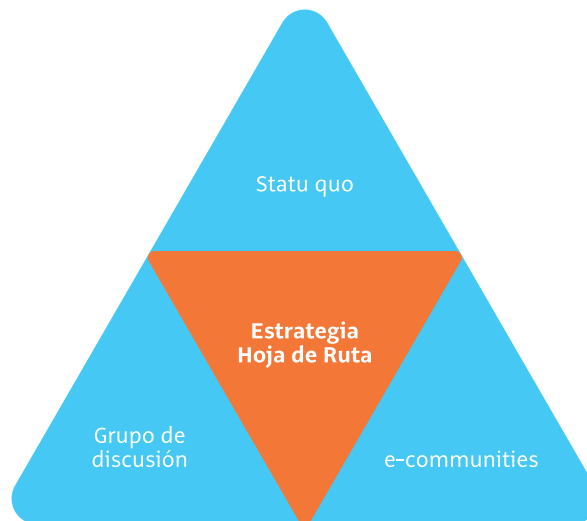 Statu quo
Estrategia
Hoja de Ruta
Grupo de
discusión
e-communities